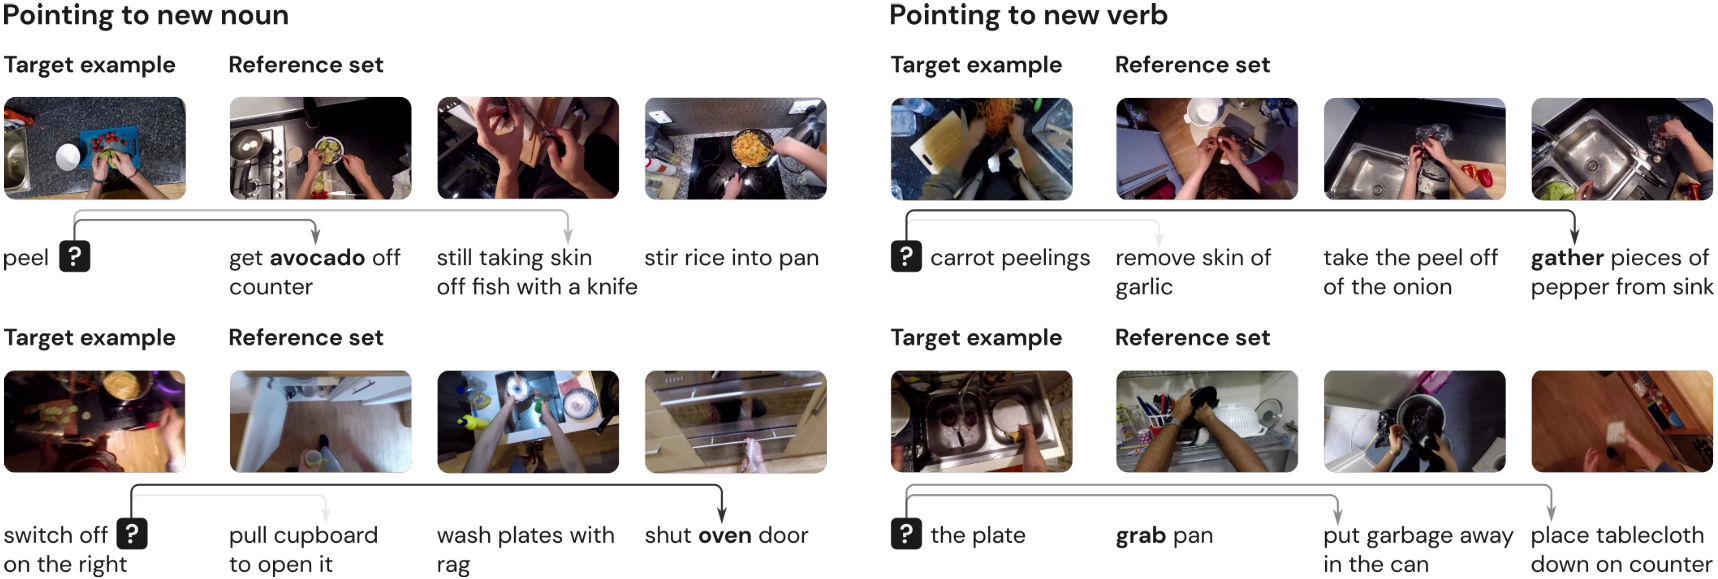 Pointing to new noun
Target example
Reference set
peel ?
get avocado off
counter
still taking skin
off fish with a knife
stir rice into pan
Target example
Reference set
switch off ?
on the right
pull cupboard
to open it
wash plates with
rag
shut oven door
Pointing to new verb
Target example
Reference set
? carrot peelings
remove skin of
garlic
take the peel off
of the onion
gather pieces of
pepper from sink
Target example
Reference set
? the plate
grab pan
put garbage away
in the can
place tablecloth
down on counter